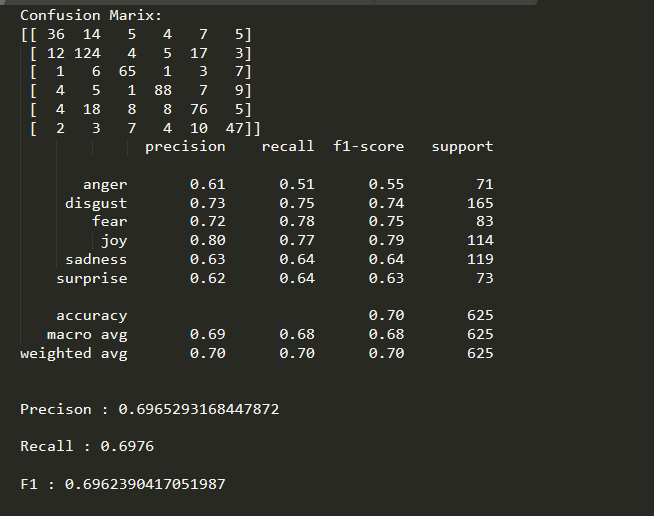 Confusion Marix:
[[ 36 14 5 4 7 5]
[ 12 124 4 5 17 3]
[ 1 6 65 1 3 7]
[ 4 5 1 88 7 9]
[ 4 18 8 8 76 5]
[ 2 3 7 4 10 47]]
precision recall f1-score support
anger 0.61 0.51 0.55 71
disgust 0.73 0.75 0.74 165
fear 0.72 0.78 0.75 83
joy 0.80 0.77 0.79 114
sadness 0.63 0.64 0.64 119
surprise 0.62 0.64 0.63 73
accuracy 0.70 625
macro avg 0.69 0.68 0.68 625
weighted avg 0.70 0.70 0.70 625
Precison : 0.6965293168447872
Recall : 0.6976
F1 : 0.6962390417051987